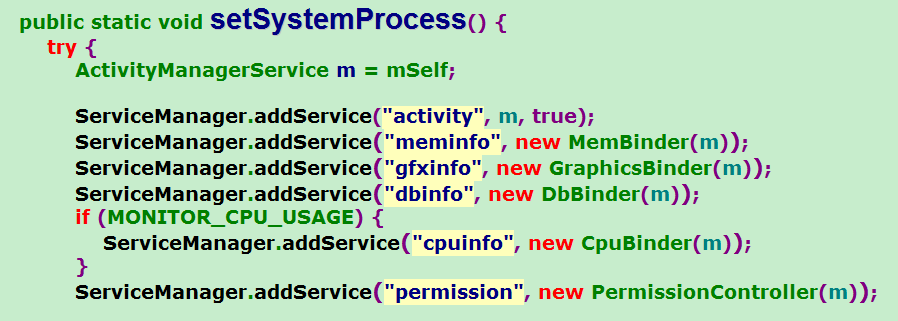 public static void setSystemProcess() {
try {
ActivityManagerService m = mSelf;
ServiceManager.addService("activity", m, true);
ServiceManager.addService("meminfo", new MemBinder(m));
ServiceManager.addService("gfxinfo", new GraphicsBinder(m));
ServiceManager.addService("dbinfo", new DbBinder(m));
if (MONITOR_CPU_USAGE) {
ServiceManager.addService("cpuinfo", new CpuBinder(m));
}
ServiceManager.addService("permission", new PermissionController(m));